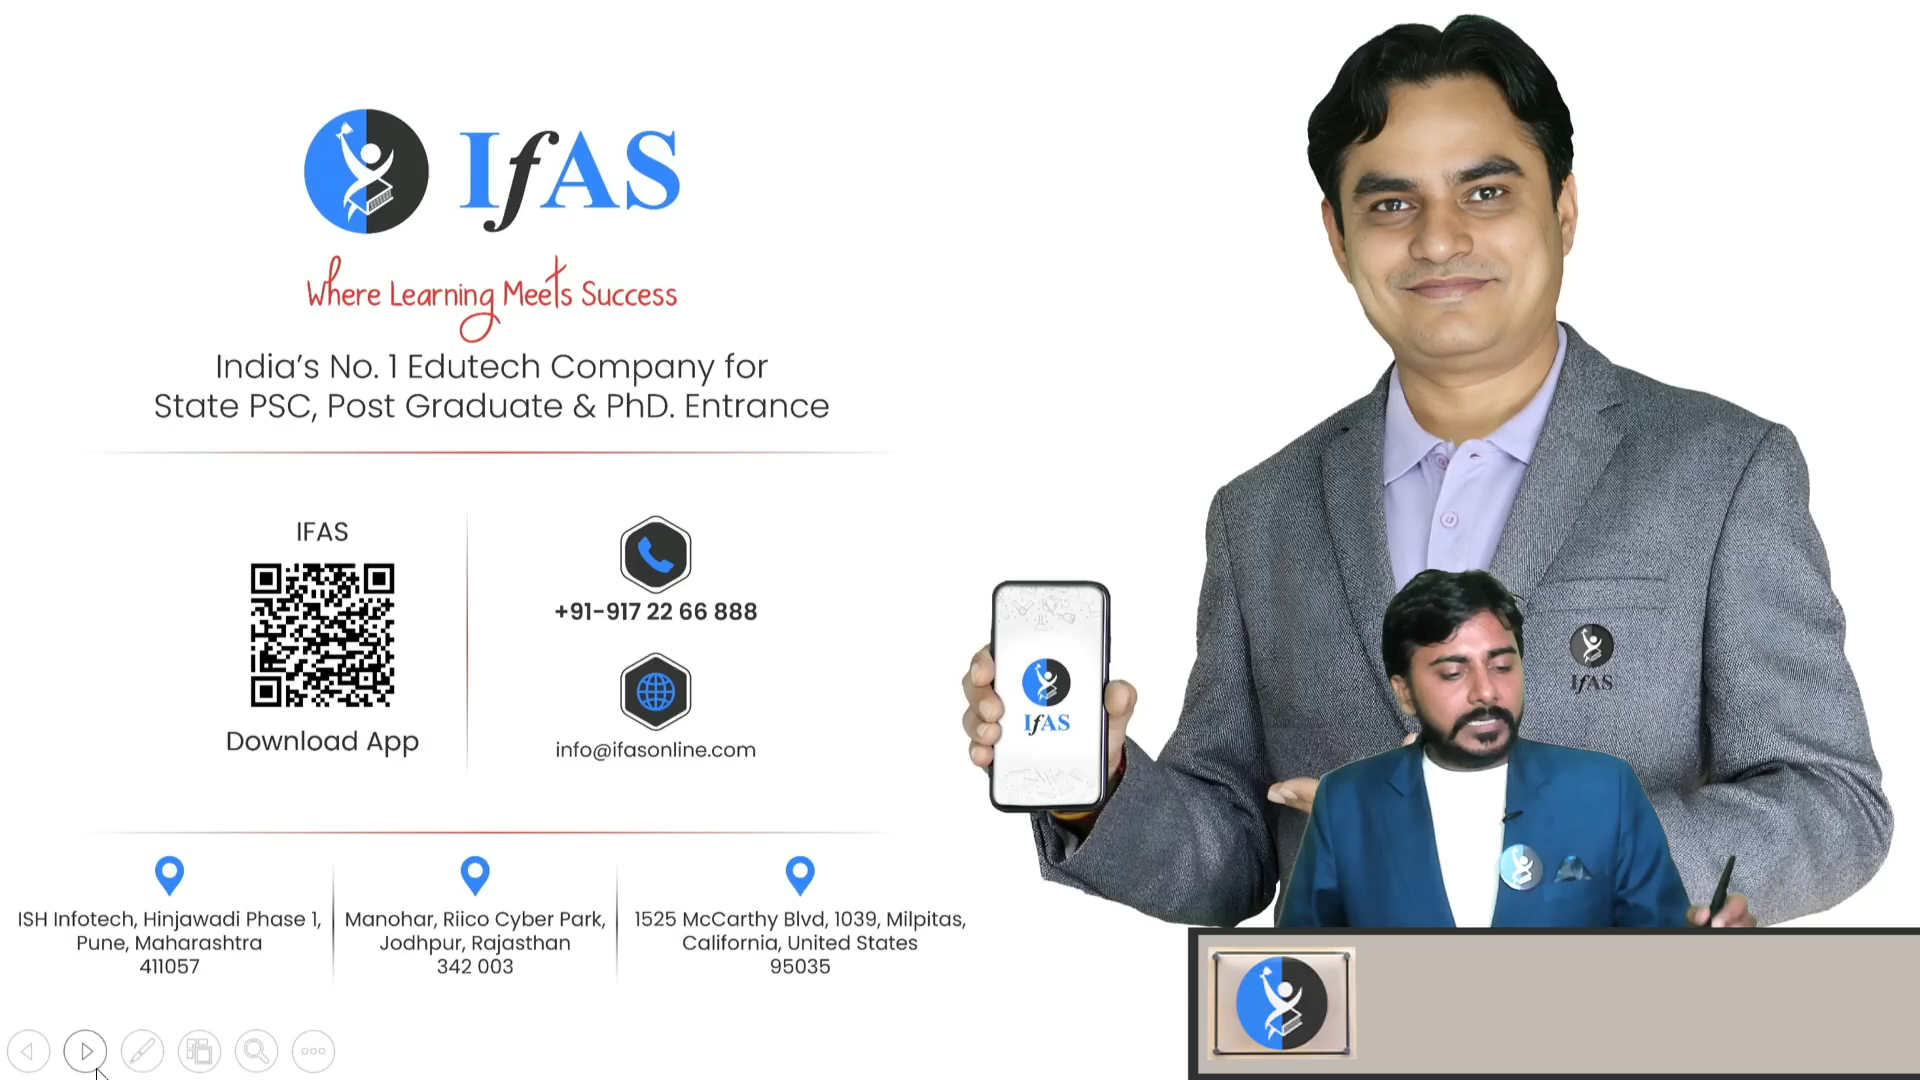 IfAS
Where Learning Meets Success
India's No. 1 Edutech Company for
State PSC, Post Graduate & PhD. Entrance
IFAS
Download App
+91-917 22 66 888
info@ifasonline.com
ISH Infotech, Hinjawadi Phase 1,
Pune, Maharashtra
411057
Manohar, Riico Cyber Park,
Jodhpur, Rajasthan
342 003
1525 McCarthy Blvd, 1039, Milpitas,
California, United States
95035
IfAS
IfAS